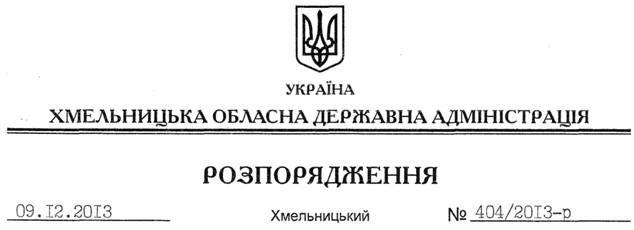 УКРАЇНА
ХМЕЛЬНИЦЬКА ОБЛАСНА ДЕРЖАВНА АДМІНІСТРАЦІЯ
РОЗПОРЯДЖЕННЯ
09.12.2013 Хмельницький № 404/2013-р